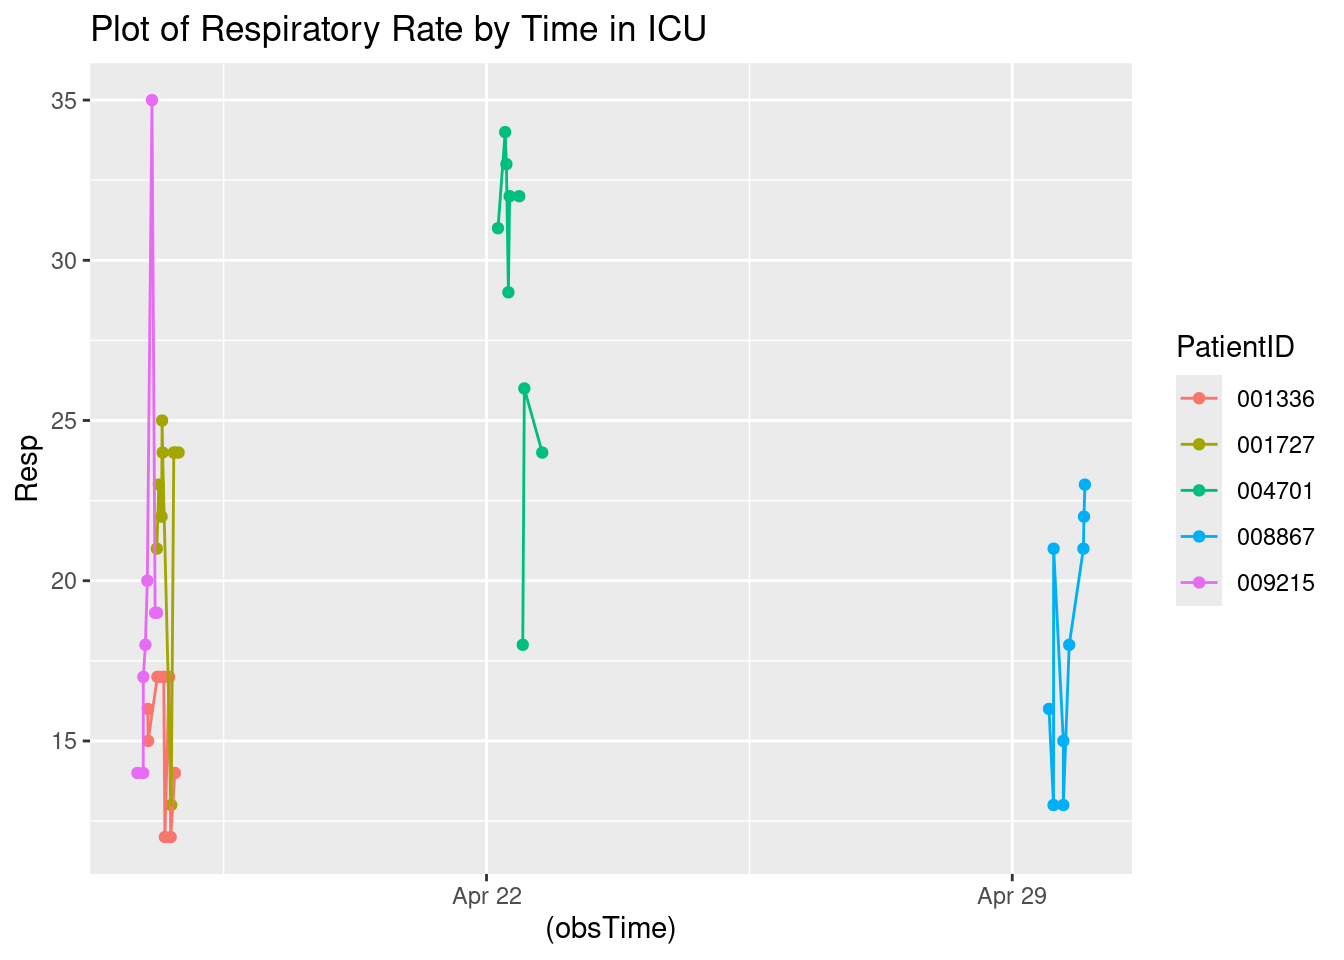 Plot of Respiratory Rate by Time in ICU
35
30
25
20
15
Resp
Apr 22
Apr 29
(obsTime)
PatientID
001336
001727
004701
008867
009215